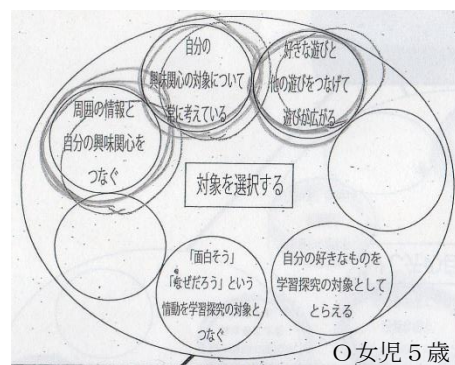 自分の
興味関心の対象について
常に考えている
好きな遊びと
他の遊びをつなげて
遊びが広がる
周囲の情報と
自分の興味関心を
つなぐ
対象を選択する
「面白そう」
「なぜだろう」という
情動を学習探究の対象と
つなぐ
自分の好きなものを
学習探究の対象として
とらえる
O女児5歳